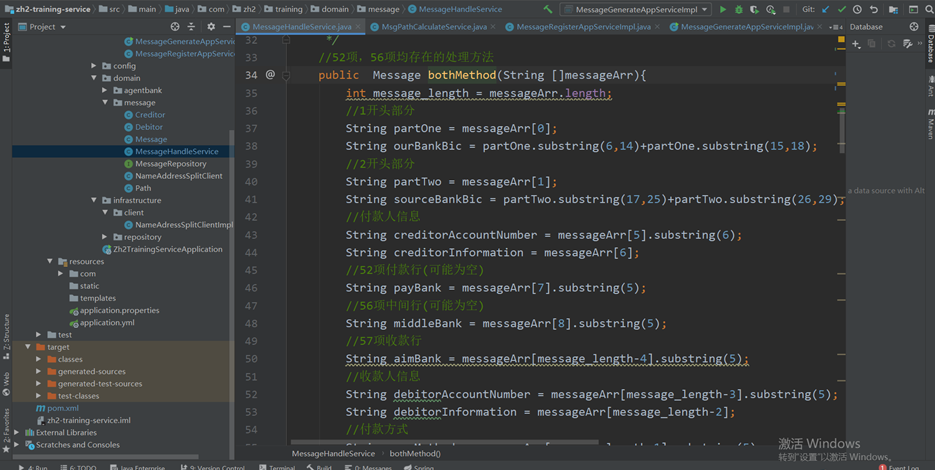 zh2-training-service
src
main
java
com
zh2
training
domain
message
MessageHandleService
MessageGenerateAppServiceImpl
Git:
Project
MessageHandleService.java
MsgPathCalculateService.java
MessageRegisterAppServiceImpl.java
MessageGenerateAppServiceImpl.java
Database
MessageGenerateAppServic
MessageRegisterAppServic
config
domain
agentbank
message
Creditor
Debitor
Message
MessageHandleService
MessageRepository
NameAddressSplitClient
Path
infrastructure
client
NameAdressSplitClientImpl
repository
Zh2TrainingServiceApplication
resources
com
static
templates
application.properties
application.yml
test
target
classes
generated-sources
generated-test-sources
test-classes
pom.xml
zh2-training-service.iml
External Libraries
Scratches and Consoles
32 */
33 //52项，56项均存在的处理方法
34 @ public Message bothMethod(String []messageArr){
35 int message_length = messageArr.length;
36 //1开头部分
37 String partOne = messageArr[0];
38 String ourBankBic = partOne.substring(6,14)+partOne.substring(15,18);
39 //2开头部分
40 String partTwo = messageArr[1];
41 String sourceBankBic = partTwo.substring(17,25)+partTwo.substring(26,29);
42 //付款人信息
43 String creditorAccountNumber = messageArr[5].substring(6);
44 String creditorInformation = messageArr[6];
45 //52项付款行(可能为空)
46 String payBank = messageArr[7].substring(5);
47 //56项中间行(可能为空)
48 String middleBank = messageArr[8].substring(5);
49 //57项收款行
50 String aimBank = messageArr[message_length-4].substring(5);
51 //收款人信息
52 String debitorAccountNumber = messageArr[message_length-3].substring(5);
53 String debitorInformation = messageArr[message_length-2];
54 //付款方式
MessageHandleService
bothMethod()
a data source with Alt
1: Project
Z: Structure
Web
2: Favorites
Database
Ant
Maven
激活 Windows
转到"设置"以激活 Windows。
4: Run
6: TODO
Java Enterprise
9: Version Control
Terminal
Build
0: Messages
Spring
Event Log